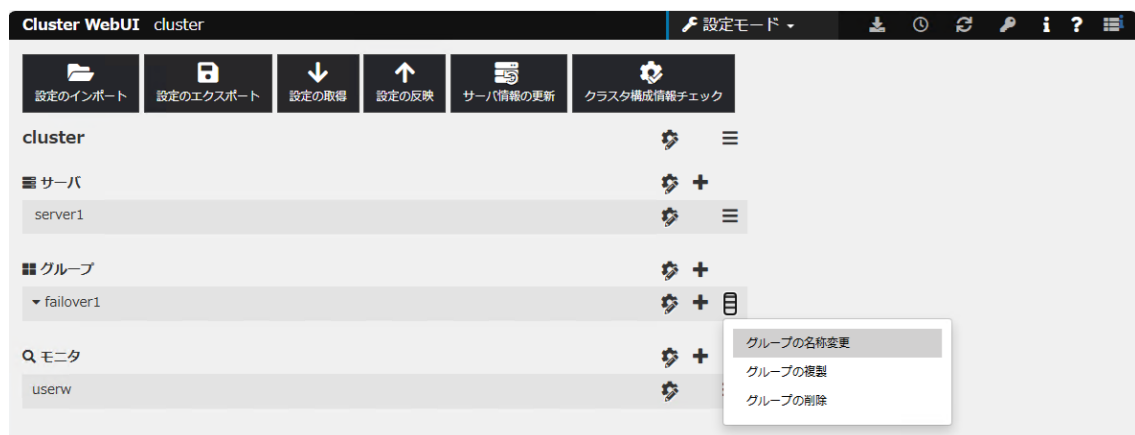 Cluster WebUI cluster 設定モード
設定のインポート 設定のエクスポート 設定の取得 設定の反映 サーバ情報の更新 クラスタ構成情報チェック
cluster
サーバ
server1
グループ
failover1
グループの名称変更
モニタ
グループの複製
userw
グループの削除